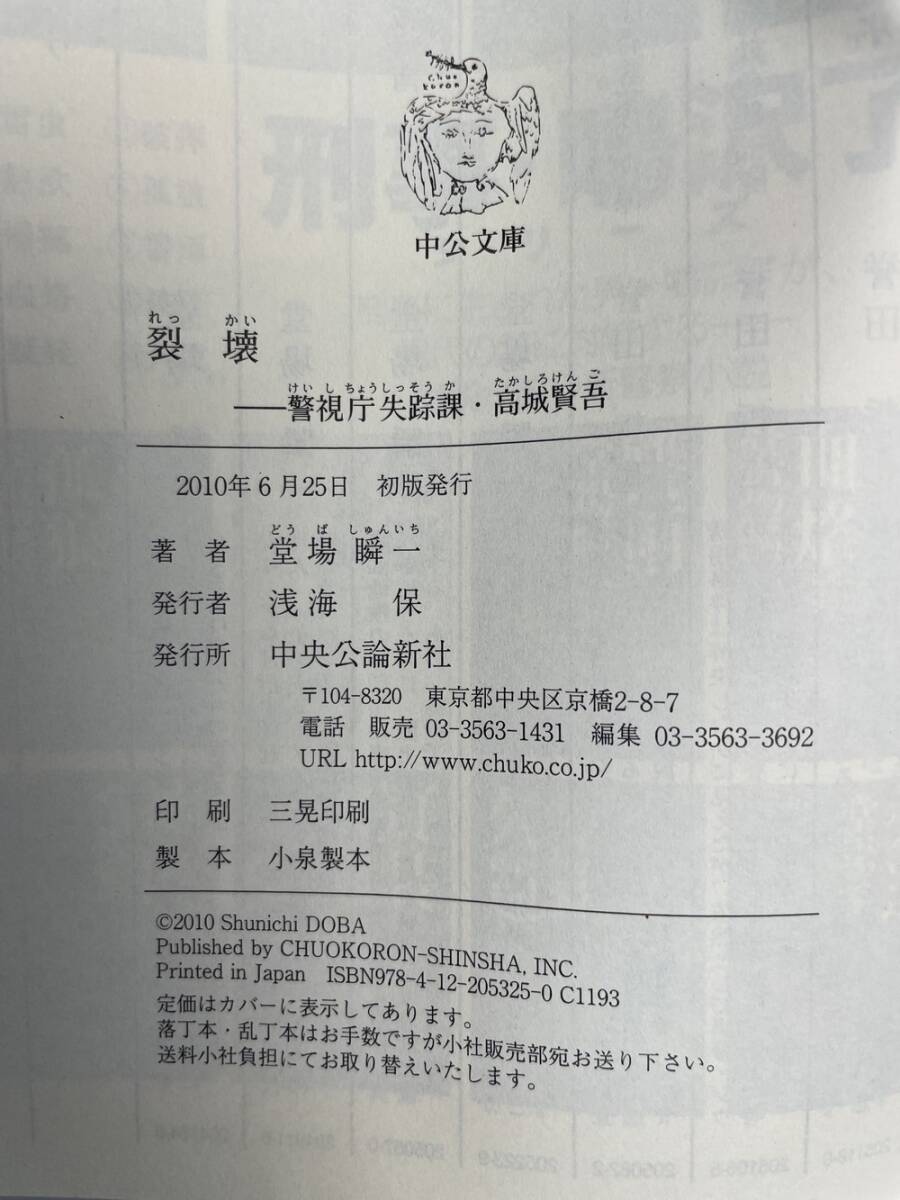 Chuo
koron
中公文庫
れっ かい
裂 壊
けい し ちょうしっそう か たかしろけん ご
──警視庁失踪課・高城賢吾
2010年6月25日 初版発行
どう ば しゅんいち
著 者 堂 場 瞬 一
発行者 浅 海 保
発行所 中央公論新社
〒104-8320 東京都中央区京橋2-8-7
電話 販売 03-3563-1431 編集 03-3563-3692
URL http://www.chuko.co.jp/
印 刷 三晃印刷
製 本 小泉製本
©2010 Shunichi DOBA
Published by CHUOKORON-SHINSHA, INC.
Printed in Japan ISBN978-4-12-205325-0 C1193
定価はカバーに表示してあります。
落丁本・乱丁本はお手数ですが小社販売部宛お送り下さい。
送料小社負担にてお取り替えいたします。